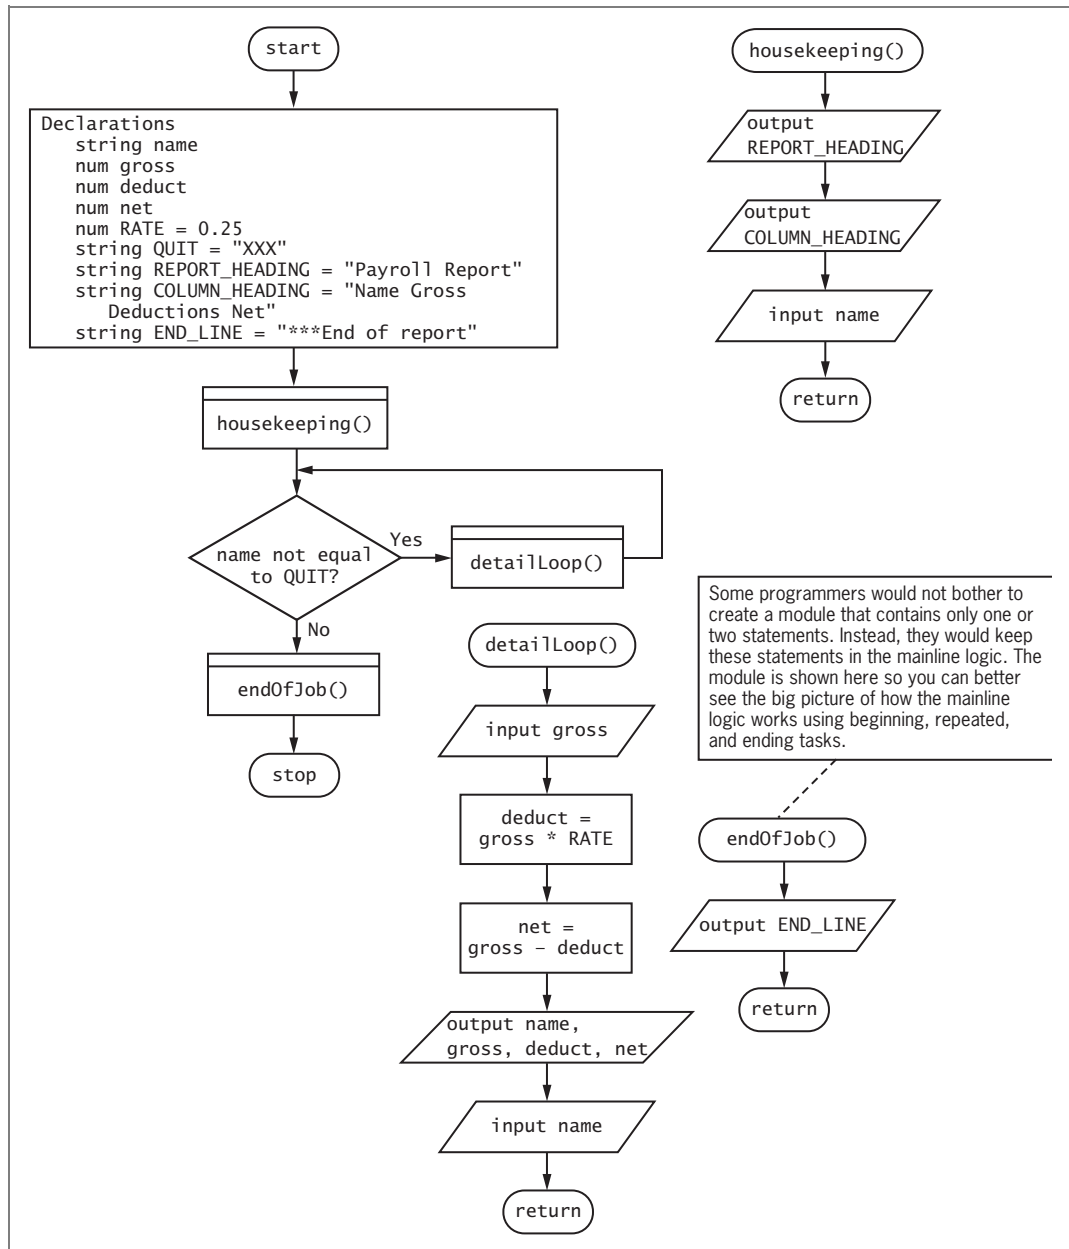 start
Declarations
string name
num gross
num deduct
num net
num RATE = 0.25
string QUIT = "XXX"
string REPORT_HEADING = "Payroll Report"
string COLUMN_HEADING = "Name Gross
Deductions Net"
string END_LINE = "***End of report"
housekeeping()
name not equal
to QUIT?
Yes
detailLoop()
No
endOfJob()
stop
housekeeping()
output
REPORT_HEADING
output
COLUMN_HEADING
input name
return
detailLoop()
input gross
deduct =
gross * RATE
net =
gross – deduct
output name,
gross, deduct, net
input name
return
Some programmers would not bother to
create a module that contains only one or
two statements. Instead, they would keep
these statements in the mainline logic. The
module is shown here so you can better
see the big picture of how the mainline
logic works using beginning, repeated,
and ending tasks.
endOfJob()
output END_LINE
return